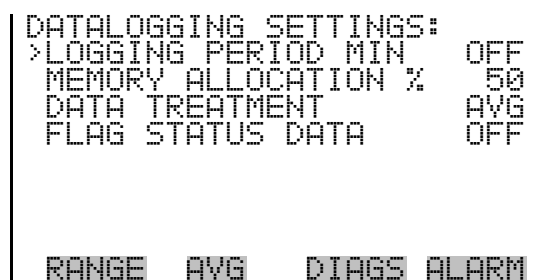 DATALOGGING SETTINGS:
>LOGGING PERIOD MIN OFF
MEMORY ALLOCATION % 50
DATA TREATMENT AVG
FLAG STATUS DATA OFF
RANGE AVG DIAGS ALARM